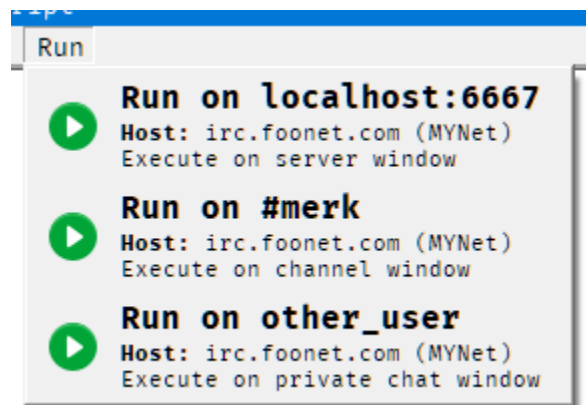 Run
Run on localhost:6667
Host: irc.foonet.com (MYNet)
Execute on server window
Run on #merk
Host: irc.foonet.com (MYNet)
Execute on channel window
Run on other_user
Host: irc.foonet.com (MYNet)
Execute on private chat window